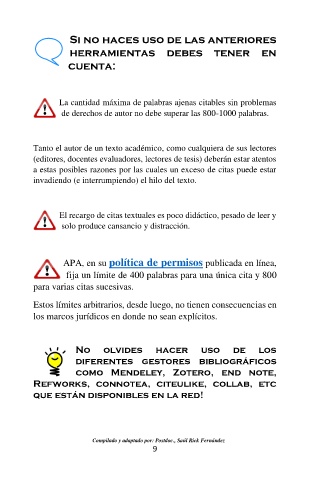 Si no haces uso de las anteriores
herramientas debes tener en
cuenta:
La cantidad máxima de palabras ajenas citables sin problemas
de derechos de autor no debe superar las 800-1000 palabras.
Tanto el autor de un texto académico, como cualquiera de sus lectores
(editores, docentes evaluadores, lectores de tesis) deberán estar atentos
a estas posibles razones por las cuales un exceso de citas puede estar
invadiendo (e interrumpiendo) el hilo del texto.
El recargo de citas textuales es poco didáctico, pesado de leer y
solo produce cansancio y distracción.
APA, en su política de permisos publicada en línea,
fija un límite de 400 palabras para una única cita y 800
para varias citas sucesivas.
Estos límites arbitrarios, desde luego, no tienen consecuencias en
los marcos jurídicos en donde no sean explícitos.
No olvides hacer uso de los
diferentes gestores bibliográficos
como Mendeley, Zotero, end note,
Refworks, connotea, citeulike, collab, etc
que están disponibles en la red!
Compilado y adaptado por: Postdoc., Saúl Rick Fernández
9